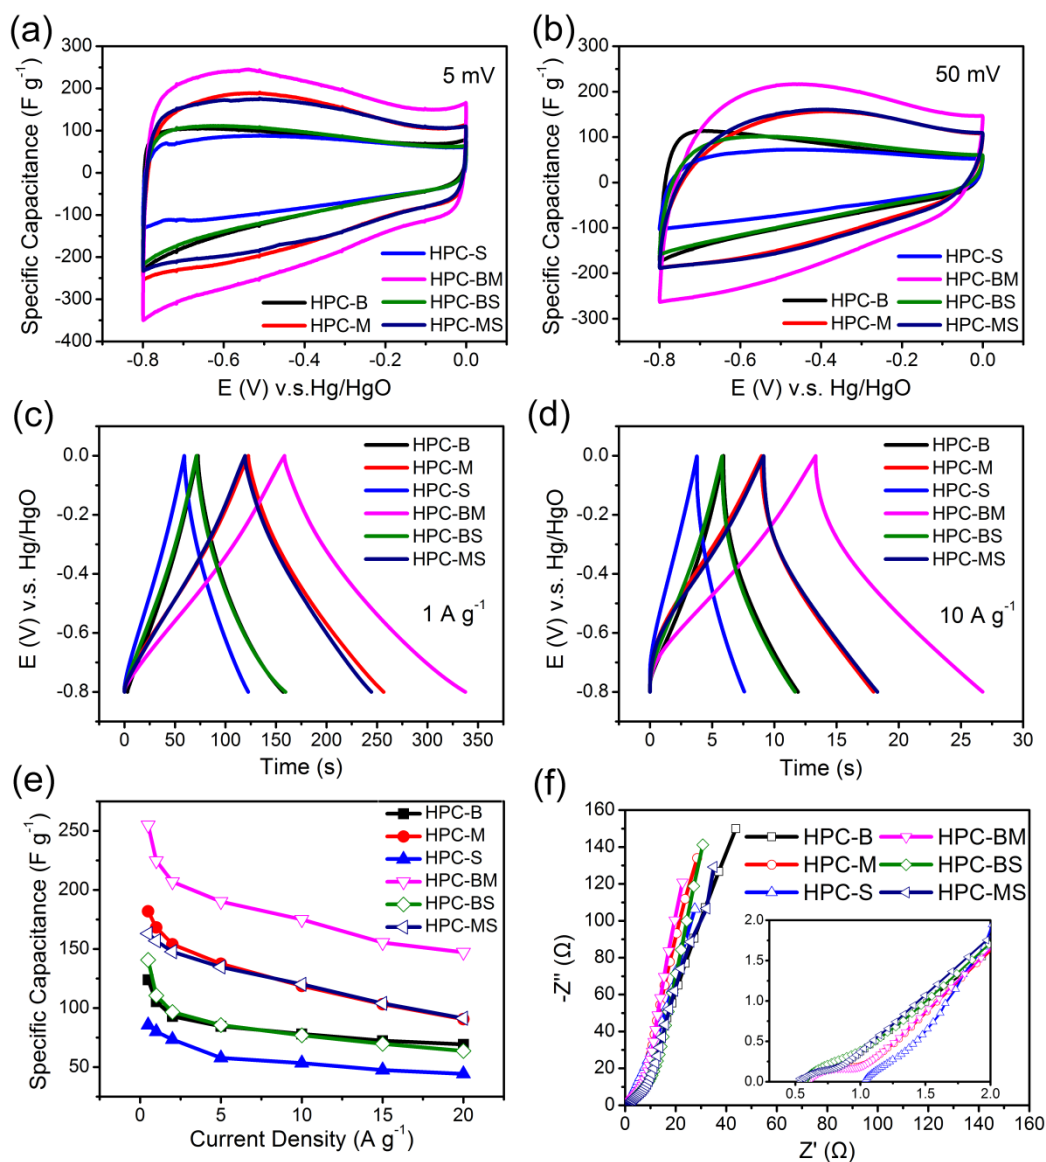 (a)
300
200
100
0
-100
-200
-300
-400
-0.8 -0.6 -0.4 -0.2 0.0
Specific Capacitance (F g⁻¹)
E (V) v.s.Hg/HgO
5 mV
HPC-S
HPC-BM
HPC-B HPC-BS
HPC-M HPC-MS
(b)
300
200
100
0
-100
-200
-300
-0.8 -0.6 -0.4 -0.2 0.0
Specific Capacitance (F g⁻¹)
E (V) v.s.Hg/HgO
50 mV
HPC-S
HPC-BM
HPC-B HPC-BS
HPC-M HPC-MS
(c)
0.0
-0.2
-0.4
-0.6
-0.8
0 50 100 150 200 250 300 350
E (V) v.s. Hg/HgO
Time (s)
HPC-B
HPC-M
HPC-S
HPC-BM
HPC-BS
HPC-MS
1 A g⁻¹
(d)
0.0
-0.2
-0.4
-0.6
-0.8
0 5 10 15 20 25 30
E (V) v.s. Hg/HgO
Time (s)
HPC-B
HPC-M
HPC-S
HPC-BM
HPC-BS
HPC-MS
10 A g⁻¹
(e)
250
200
150
100
50
0 5 10 15 20
Specific Capacitance (F g⁻¹)
Current Density (A g⁻¹)
HPC-B
HPC-M
HPC-S
HPC-BM
HPC-BS
HPC-MS
(f)
160
140
120
100
80
60
40
20
0
0 20 40 60 80 100 120 140 160
-Z" (Ω)
Z' (Ω)
HPC-B HPC-BM
HPC-M HPC-BS
HPC-S HPC-MS
2.0
1.5
1.0
0.5
0.0
0.5 1.0 1.5 2.0